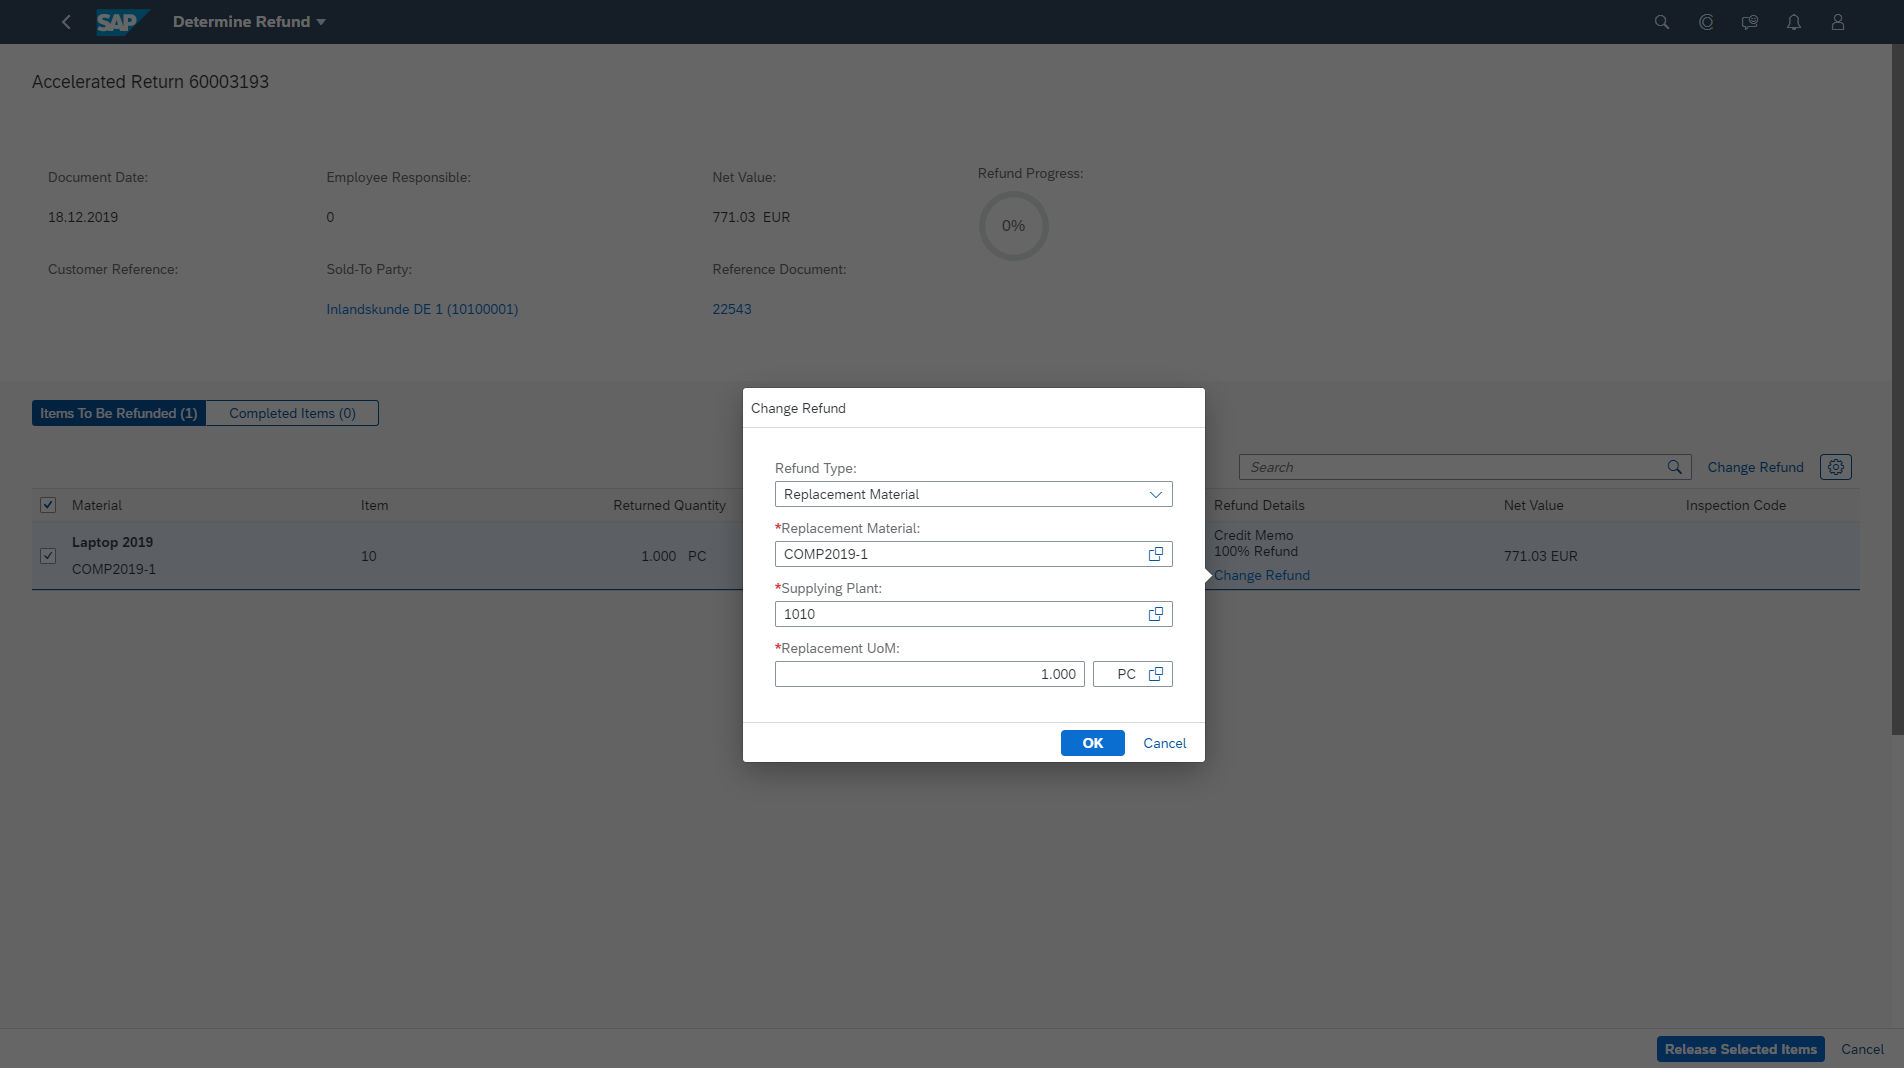 SAP Determine Refund
Accelerated Return 60003193
Document Date:
18.12.2019
Employee Responsible:
0
Net Value:
771.03 EUR
Refund Progress:
0%
Customer Reference:
Sold-To Party:
Inlandskunde DE 1 (10100001)
Reference Document:
22543
Items To Be Refunded (1)
Completed Items (0)
Search
Change Refund
Material Item Returned Quantity Refund Details Net Value Inspection Code
Laptop 2019
COMP2019-1
10
1.000 PC
Credit Memo
100% Refund
Change Refund
771.03 EUR
Change Refund
Refund Type:
Replacement Material
*Replacement Material:
COMP2019-1
*Supplying Plant:
1010
*Replacement UoM:
1.000 PC
OK Cancel
Release Selected Items Cancel